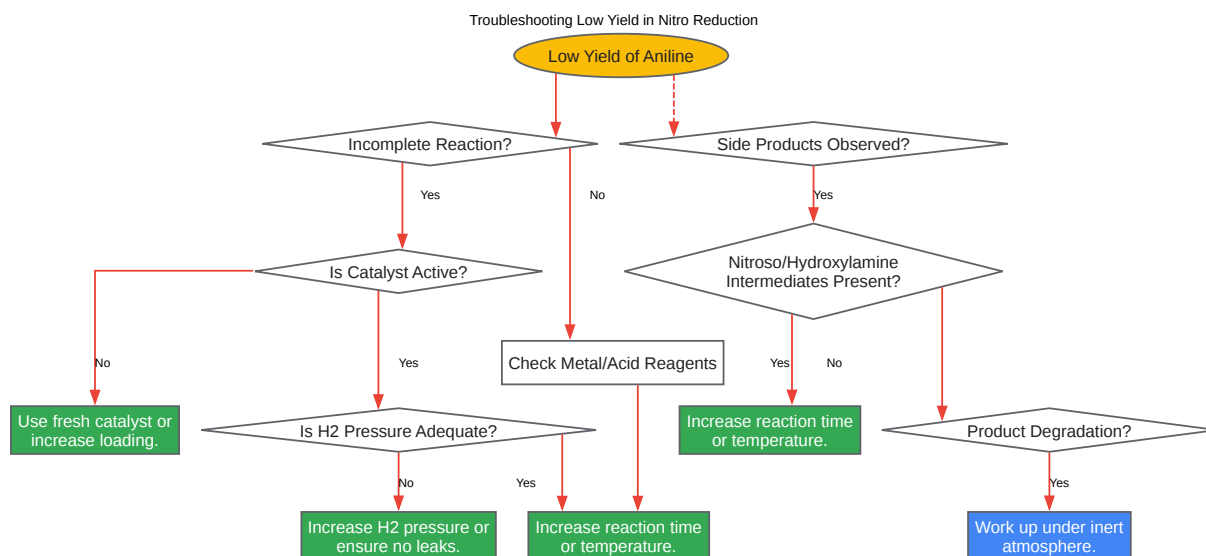 Troubleshooting Low Yield in Nitro Reduction
Low Yield of Aniline
Incomplete Reaction?
Side Products Observed?
Yes
No
Yes
Is Catalyst Active?
Nitroso/Hydroxylamine
Intermediates Present?
No
Yes
Check Metal/Acid Reagents
Yes
No
Use fresh catalyst or
increase loading.
Is H2 Pressure Adequate?
Increase reaction time
or temperature.
Product Degradation?
No
Yes
Yes
Increase H2 pressure or
ensure no leaks.
Increase reaction time
or temperature.
Work up under inert
atmosphere.